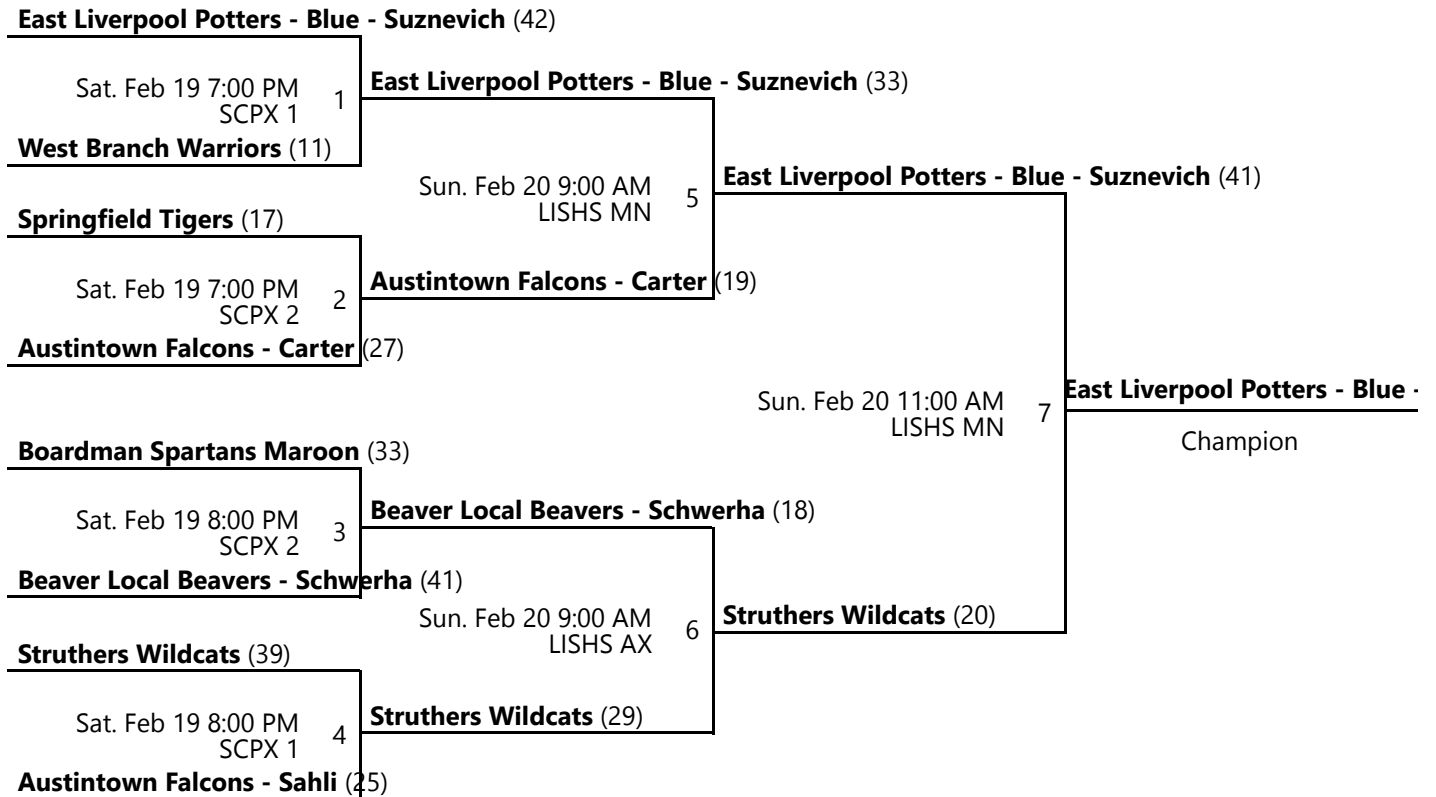 East Liverpool Potters - Blue - Suznevich (42)
Sat. Feb 19 7:00 PM
SCPX 1
1
West Branch Warriors (11)
East Liverpool Potters - Blue - Suznevich (33)
Springfield Tigers (17)
Sat. Feb 19 7:00 PM
SCPX 2
2
Austintown Falcons - Carter (27)
Sun. Feb 20 9:00 AM
LISHS MN
5
Austintown Falcons - Carter (19)
East Liverpool Potters - Blue - Suznevich (41)
Boardman Spartans Maroon (33)
Sat. Feb 19 8:00 PM
SCPX 2
3
Beaver Local Beavers - Schwerha (41)
Beaver Local Beavers - Schwerha (18)
Struthers Wildcats (39)
Sat. Feb 19 8:00 PM
SCPX 1
4
Austintown Falcons - Sahli (25)
Sun. Feb 20 9:00 AM
LISHS AX
6
Struthers Wildcats (29)
Struthers Wildcats (20)
Sun. Feb 20 11:00 AM
LISHS MN
7
East Liverpool Potters - Blue -
Champion